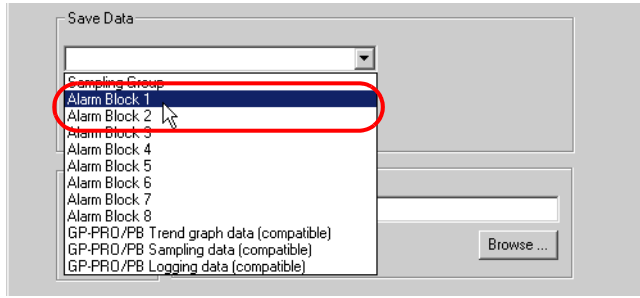 Save Data
Sampling Group
Alarm Block 1
Alarm Block 2
Alarm Block 3
Alarm Block 4
Alarm Block 5
Alarm Block 6
Alarm Block 7
Alarm Block 8
GP-PRO/PB Trend graph data (compatible)
GP-PRO/PB Sampling data (compatible)
GP-PRO/PB Logging data (compatible)
Browse ...